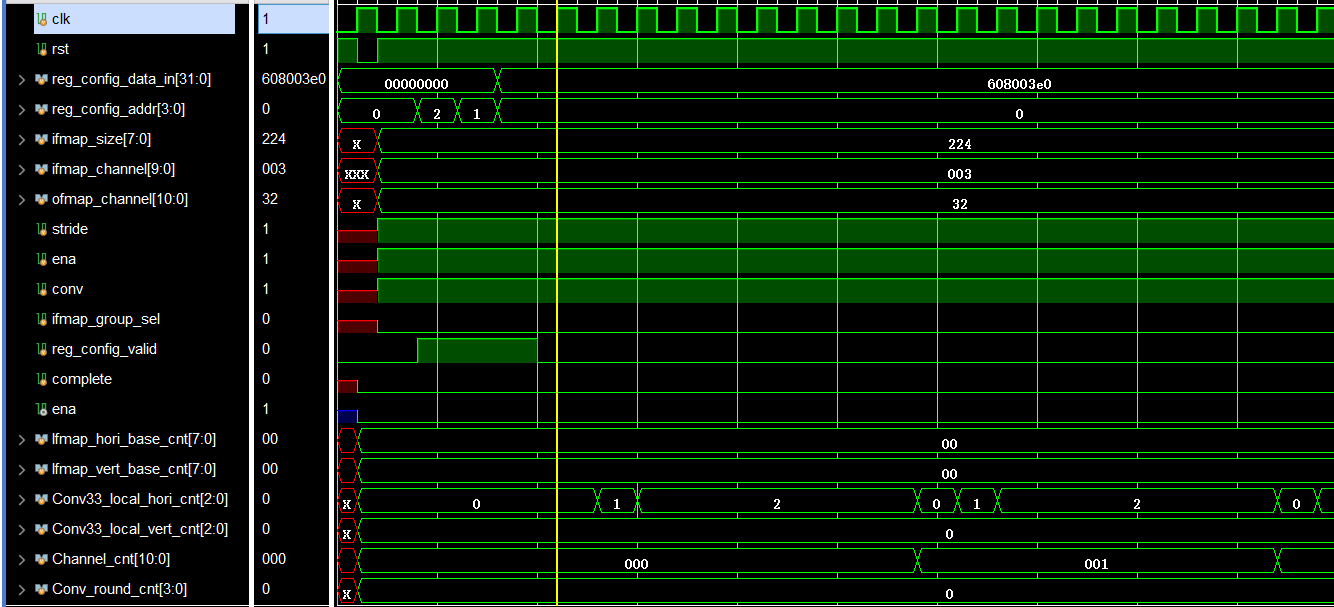 clk 1
rst 1
reg_config_data_in[31:0] 608003e0 00000000 608003e0
reg_config_addr[3:0] 0 0 2 1 0
ifmap_size[7:0] 224 X 224
ifmap_channel[9:0] 003 XXX 003
ofmap_channel[10:0] 32 X 32
stride 1
ena 1
conv 1
ifmap_group_sel 0
reg_config_valid 0
complete 0
ena 1
Ifmap_hori_base_cnt[7:0] 00 00
Ifmap_vert_base_cnt[7:0] 00 00
Conv33_local_hori_cnt[2:0] 0 X 0 1 2 0 1 2 0
Conv33_local_vert_cnt[2:0] 0 X 0
Channel_cnt[10:0] 000 000 001
Conv_round_cnt[3:0] 0 X 0